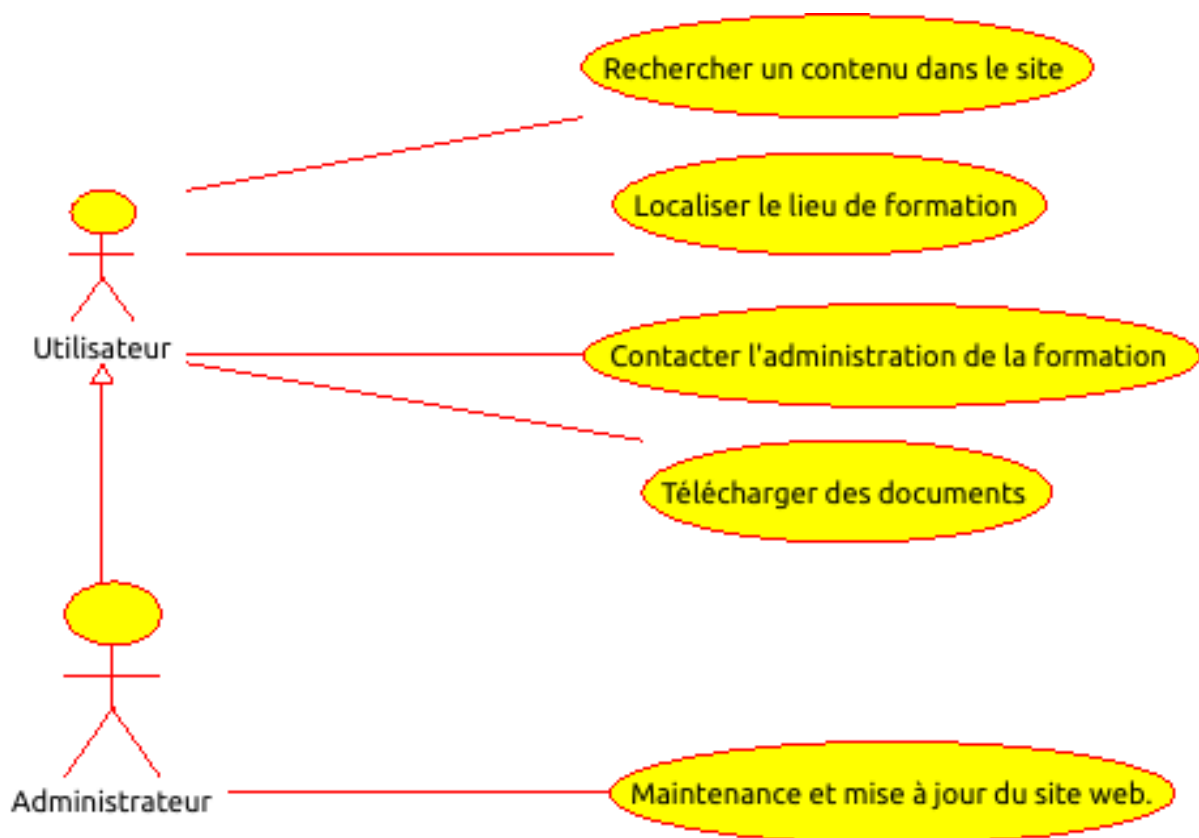 Rechercher un contenu dans le site
Localiser le lieu de formation
Utilisateur
Contacter l'administration de la formation
Télécharger des documents
Administrateur
Maintenance et mise à jour du site web.